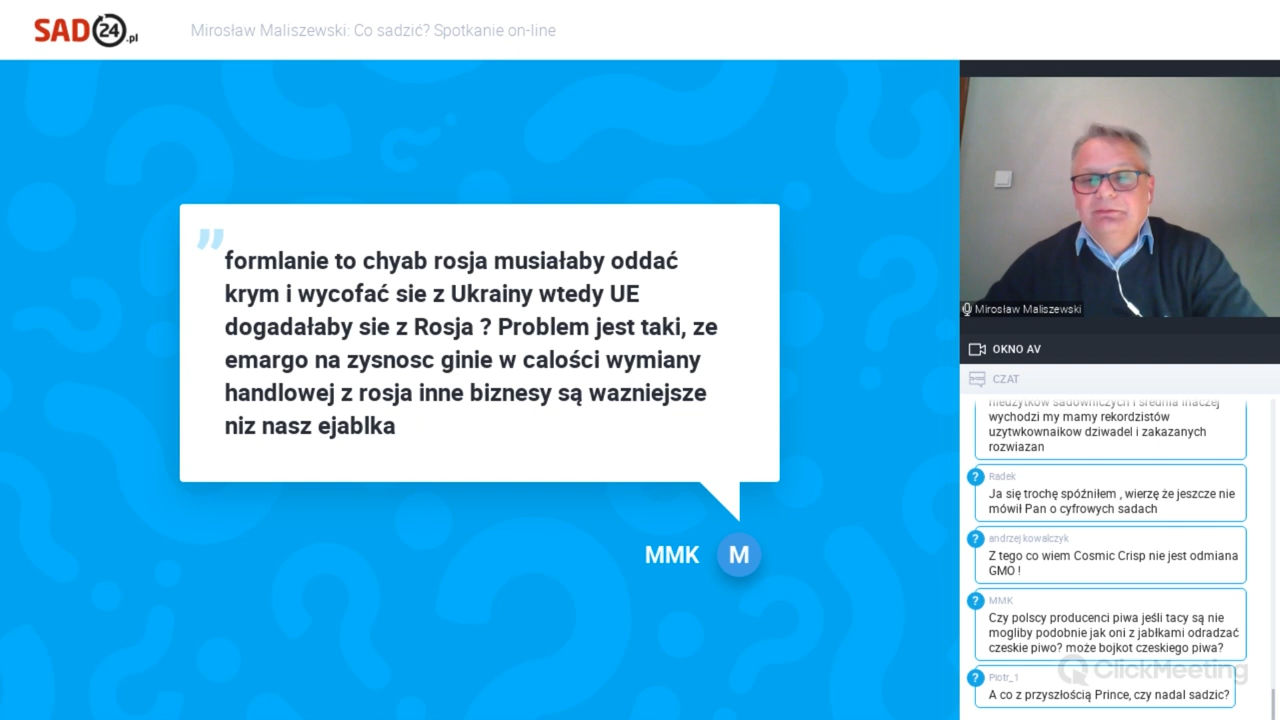 SAD24.pl
Mirosław Maliszewski: Co sadzić? Spotkanie on-line
formlanie to chyab rosja musiałaby oddać
krym i wycofać sie z Ukrainy wtedy UE
dogadałaby sie z Rosja ? Problem jest taki, ze
emargo na zysnosc ginie w calości wymiany
handlowej z rosja inne biznesy są wazniejsze
niz nasz ejablka
MMK
M
Mirosław Maliszewski
OKNO AV
CZAT
nieuzytkow sadowniczych i srednia inaczej
wychodzi my mamy rekordzistów
uzytwkownaikow dziwadel i zakazanych
rozwiazan
?
Radek
Ja się trochę spóźniłem , wierzę że jeszcze nie
mówił Pan o cyfrowych sadach
?
andrzej kowalczyk
Z tego co wiem Cosmic Crisp nie jest odmiana
GMO !
?
MMK
Czy polscy producenci piwa jeśli tacy są nie
mogliby podobnie jak oni z jabłkami odradzać
czeskie piwo? może bojkot czeskiego piwa?
ClickMeeting
?
Piotr_1
A co z przyszłością Prince, czy nadal sadzic?